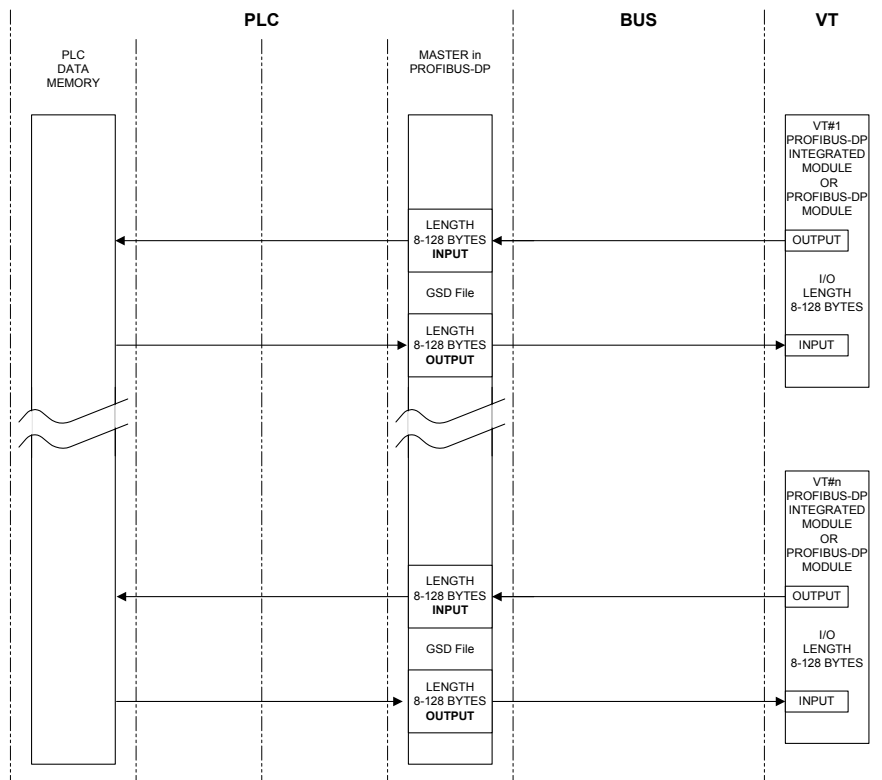 PLC
BUS
VT
PLC
DATA
MEMORY
MASTER in
PROFIBUS-DP
VT#1
PROFIBUS-DP
INTEGRATED
MODULE
OR
PROFIBUS-DP
MODULE
LENGTH
8-128 BYTES
INPUT
OUTPUT
GSD File
I/O
LENGTH
8-128 BYTES
LENGTH
8-128 BYTES
OUTPUT
INPUT
VT#n
PROFIBUS-DP
INTEGRATED
MODULE
OR
PROFIBUS-DP
MODULE
LENGTH
8-128 BYTES
INPUT
OUTPUT
GSD File
I/O
LENGTH
8-128 BYTES
LENGTH
8-128 BYTES
OUTPUT
INPUT